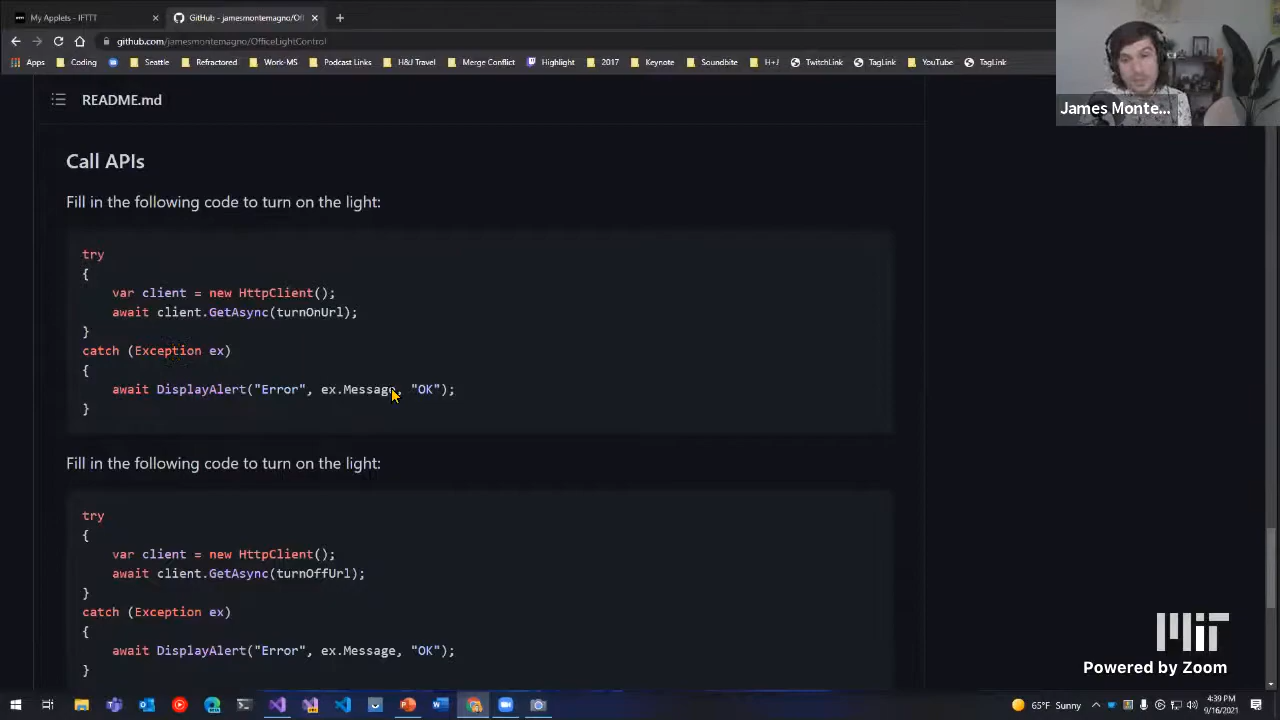 My Applets - IFTTT
GitHub - jamesmontemagno/Off
github.com/jamesmontemagno/OfficeLightControl
Apps Coding Seattle Refractored Work-MS Podcast Links H&J Travel Merge Conflict Highlight 2017 Keynote Soundbite H+J TwitchLink TagLink YouTube TagLink
James Monte...
README.md
Call APIs
Fill in the following code to turn on the light:
try
{
var client = new HttpClient();
await client.GetAsync(turnOnUrl);
}
catch (Exception ex)
{
await DisplayAlert("Error", ex.Message, "OK");
}
Fill in the following code to turn on the light:
try
{
var client = new HttpClient();
await client.GetAsync(turnOffUrl);
}
catch (Exception ex)
{
await DisplayAlert("Error", ex.Message, "OK");
}
MIT
Powered by Zoom
65°F Sunny
4:39 PM
9/16/2021